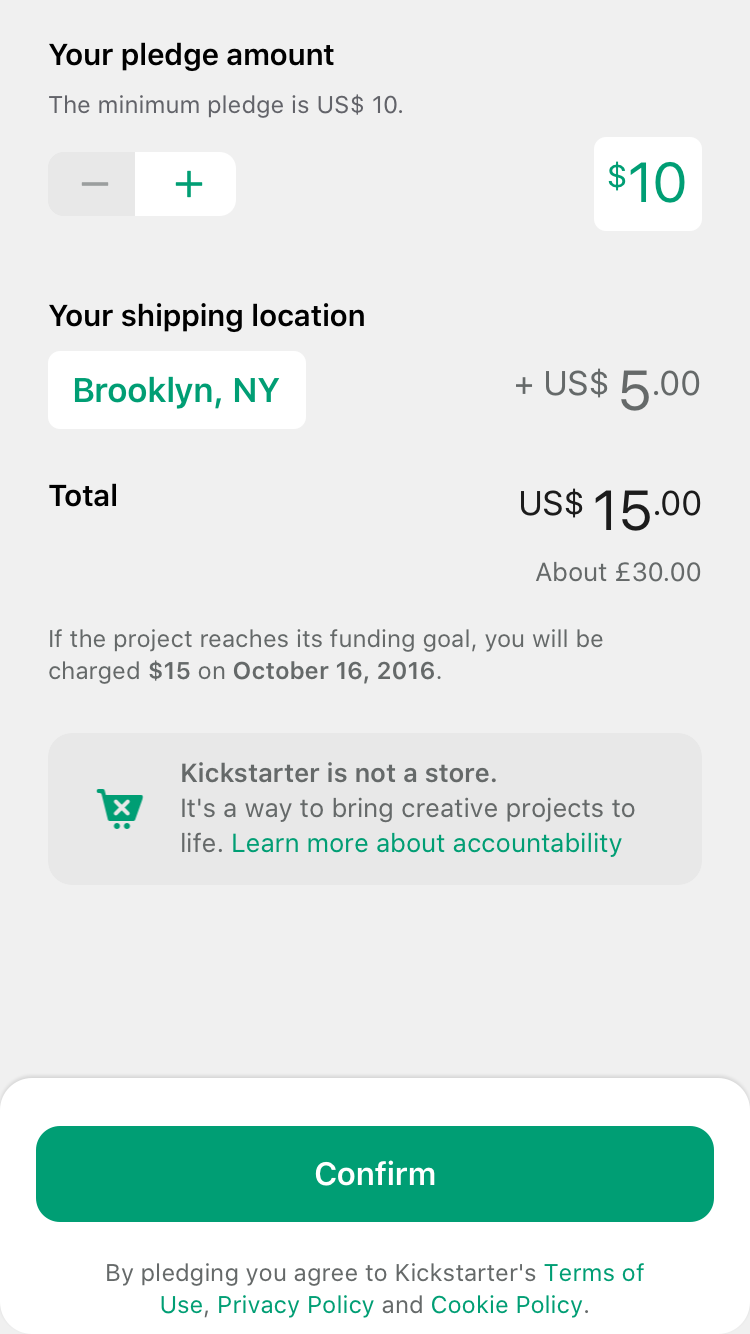 Your pledge amount
The minimum pledge is US$ 10.
− +
$10
Your shipping location
Brooklyn, NY
+ US$ 5.00
Total
US$ 15.00
About £30.00
If the project reaches its funding goal, you will be
charged $15 on October 16, 2016.
Kickstarter is not a store.
It's a way to bring creative projects to
life. Learn more about accountability
Confirm
By pledging you agree to Kickstarter's Terms of
Use, Privacy Policy and Cookie Policy.